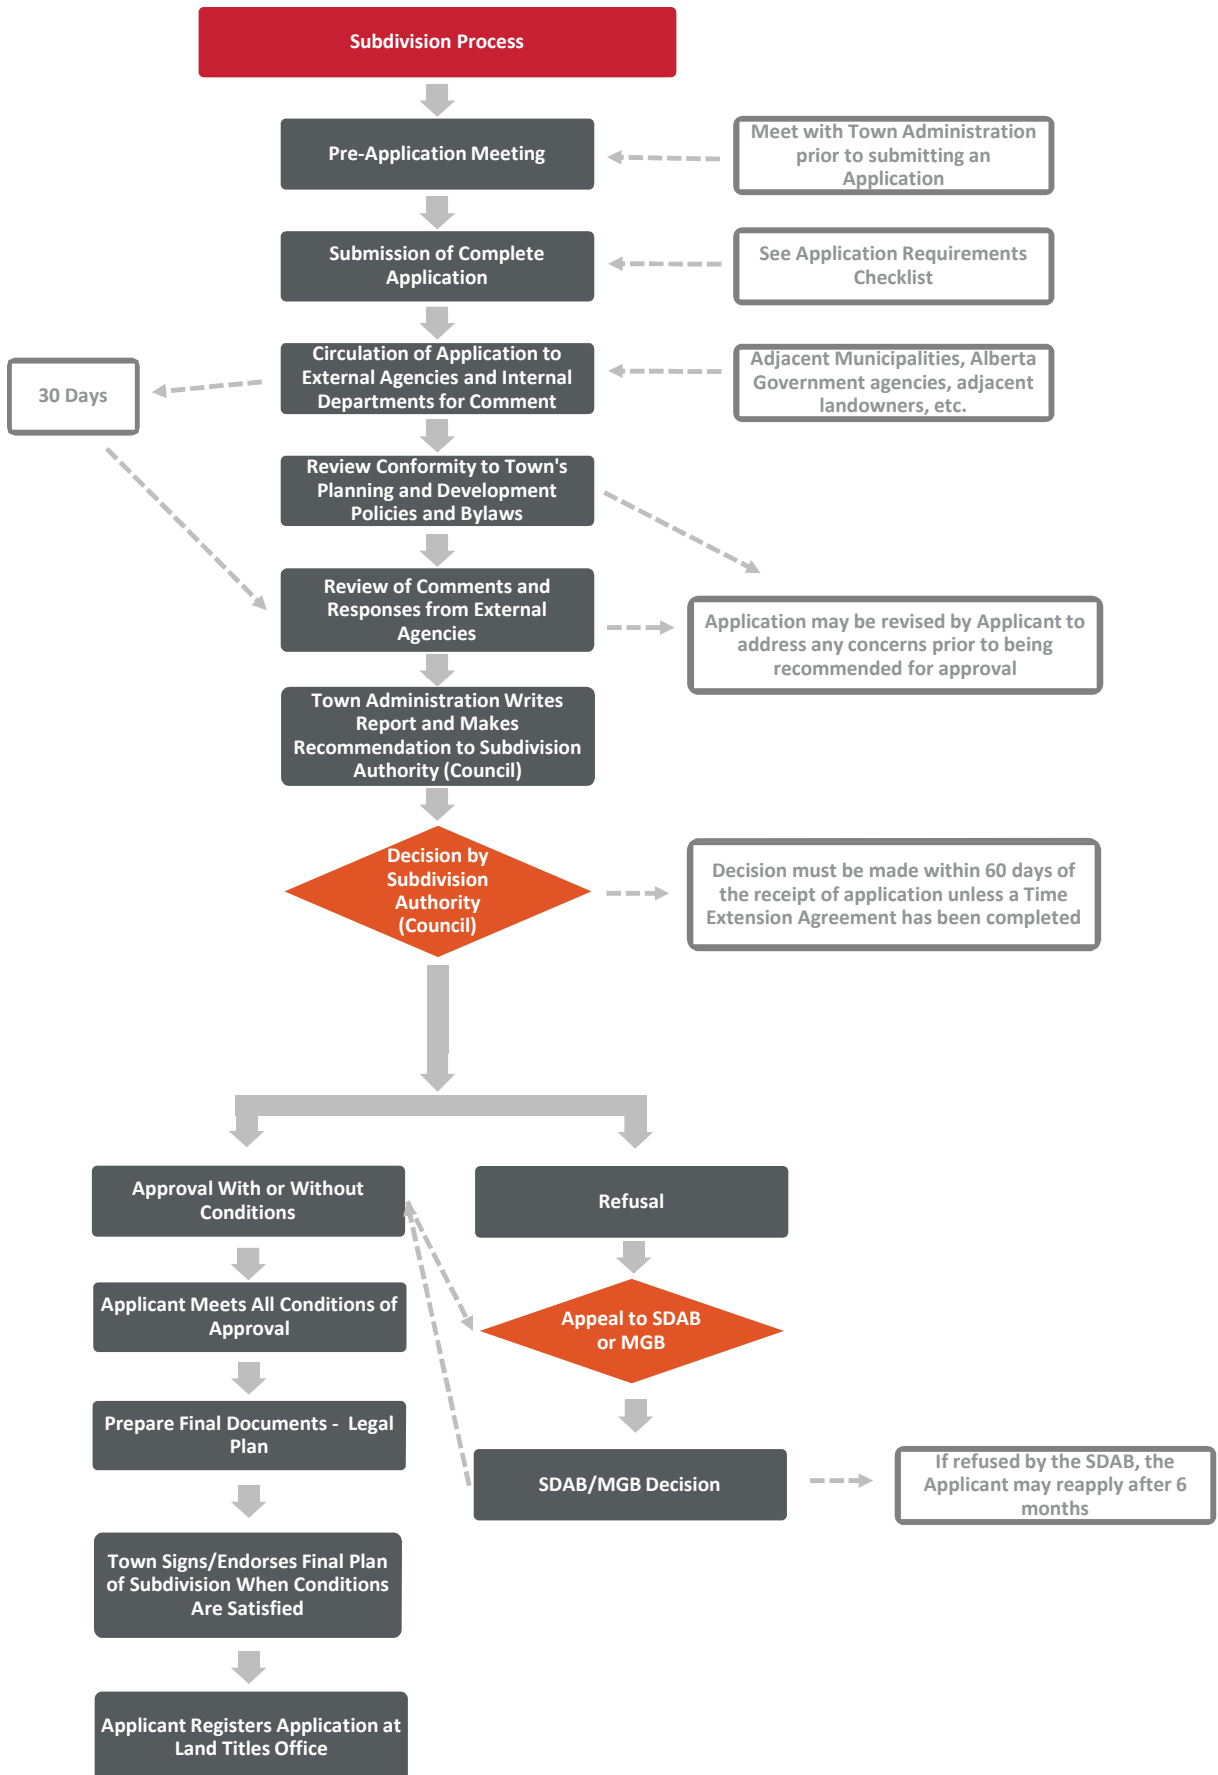 Subdivision Process
Pre-Application Meeting
Meet with Town Administration
prior to submitting an
Application
Submission of Complete
Application
See Application Requirements
Checklist
Circulation of Application to
External Agencies and Internal
Departments for Comment
Adjacent Municipalities, Alberta
Government agencies, adjacent
landowners, etc.
30 Days
Review Conformity to Town's
Planning and Development
Policies and Bylaws
Review of Comments and
Responses from External
Agencies
Application may be revised by Applicant to
address any concerns prior to being
recommended for approval
Town Administration Writes
Report and Makes
Recommendation to Subdivision
Authority (Council)
Decision by
Subdivision
Authority
(Council)
Decision must be made within 60 days of
the receipt of application unless a Time
Extension Agreement has been completed
Approval With or Without
Conditions
Refusal
Applicant Meets All Conditions of
Approval
Appeal to SDAB
or MGB
Prepare Final Documents - Legal
Plan
SDAB/MGB Decision
If refused by the SDAB, the
Applicant may reapply after 6
months
Town Signs/Endorses Final Plan
of Subdivision When Conditions
Are Satisfied
Applicant Registers Application at
Land Titles Office